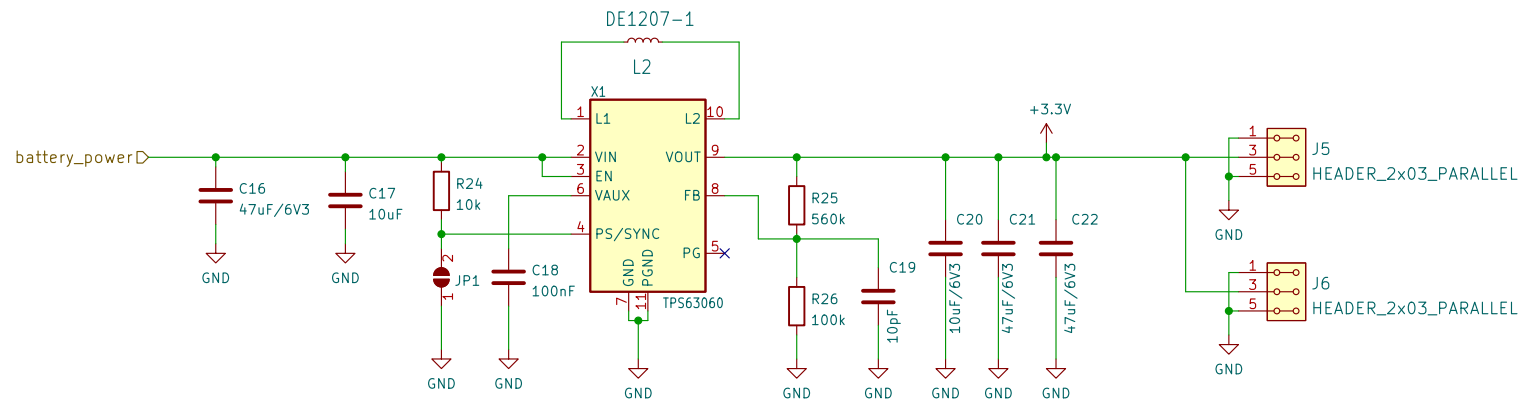 DE1207-1
L2
X1
1
L1
L2
10
battery_power
2
VIN
VOUT
9
3
EN
6
VAUX
FB
8
4
PS/SYNC
PG
5
GND
PGND
7
11
TPS63060
C16
47uF/6V3
GND
C17
10uF
GND
R24
10k
2
JP1
1
GND
C18
100nF
GND
GND
R25
560k
R26
100k
GND
C19
10pF
GND
C20
10uF/6V3
GND
C21
47uF/6V3
GND
C22
47uF/6V3
GND
+3.3V
1
3
5
J5
HEADER_2x03_PARALLEL
GND
1
3
5
J6
HEADER_2x03_PARALLEL
GND